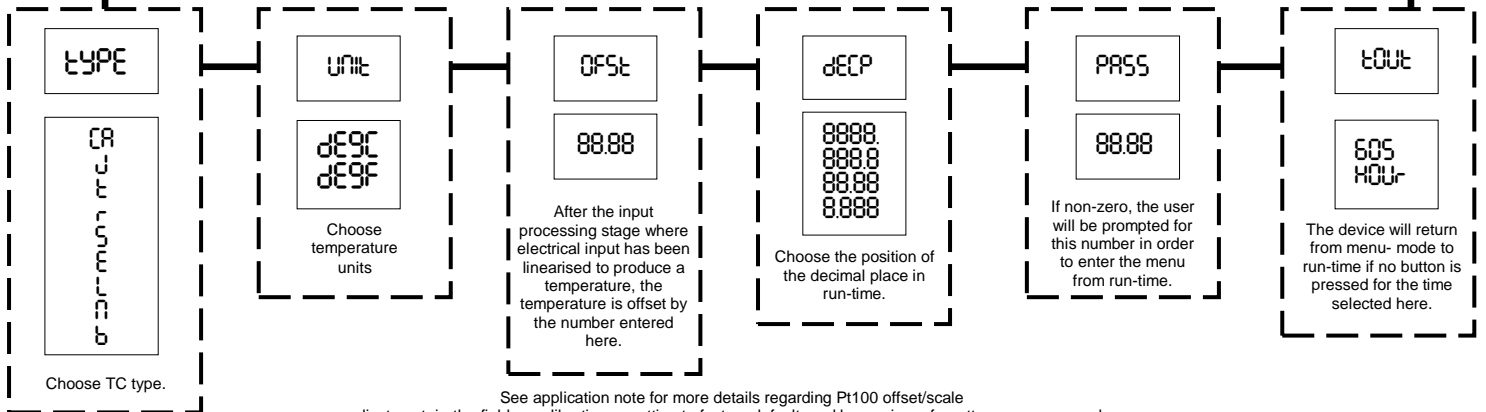 tYPE
CA
J
t
r
S
E
L
n
b
Choose TC type.
UNIt
dEgC
dEgF
Choose
temperature
units
OFSt
88.88
After the input
processing stage where
electrical input has been
linearised to produce a
temperature, the
temperature is offset by
the number entered
here.
dECP
8888.
888.8
88.88
8.888
Choose the position of
the decimal place in
run-time.
PASS
88.88
If non-zero, the user
will be prompted for
this number in order
to enter the menu
from run-time.
tOUt
60S
HOUr
The device will return
from menu- mode to
run-time if no button is
pressed for the time
selected here.
See application note for more details regarding Pt100 offset/scale